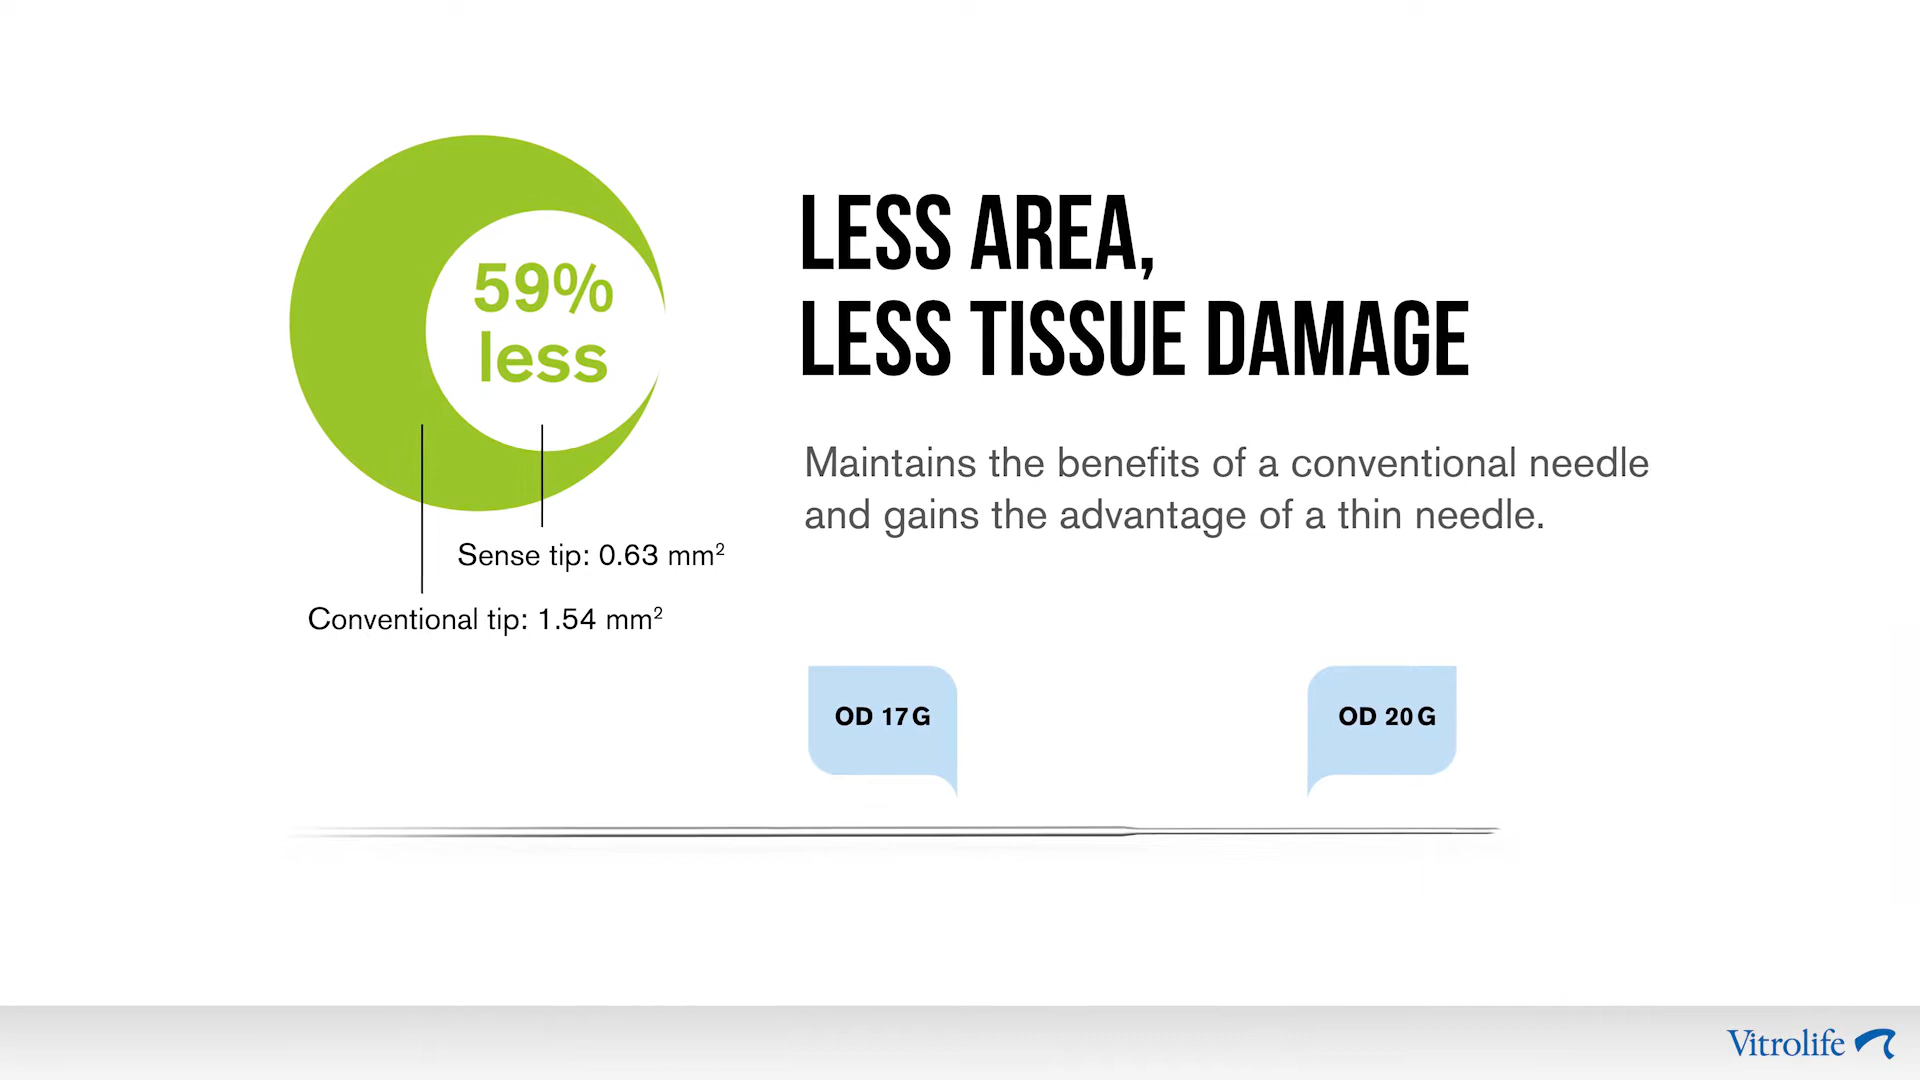 59%
less
Sense tip: 0.63 mm²
Conventional tip: 1.54 mm²
LESS AREA,
LESS TISSUE DAMAGE
Maintains the benefits of a conventional needle
and gains the advantage of a thin needle.
OD 17G
OD 20G
Vitrolife